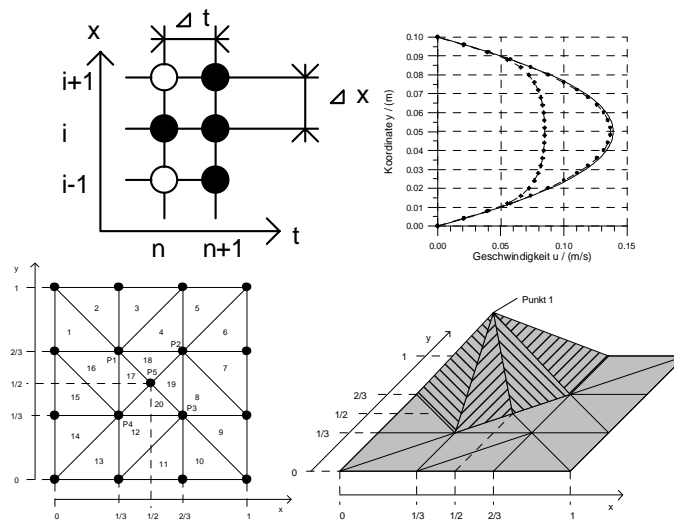 Δ t
x
i+1
i
i-1
Δ x
n
n+1
t
Koordinate y / (m)
0.10
0.09
0.08
0.07
0.06
0.05
0.04
0.03
0.02
0.01
0.00
0.00
0.05
0.10
0.15
Geschwindigkeit u / (m/s)
y
1
2/3
1/2
1/3
0
2
3
5
1
4
6
P1
P2
16
18
7
17
P5
19
15
20
8
P4
P3
14
12
9
13
11
10
0
1/3
1/2
2/3
1
x
Punkt 1
y
1
2/3
1/2
1/3
0
x
0
1/3
1/2
2/3
1